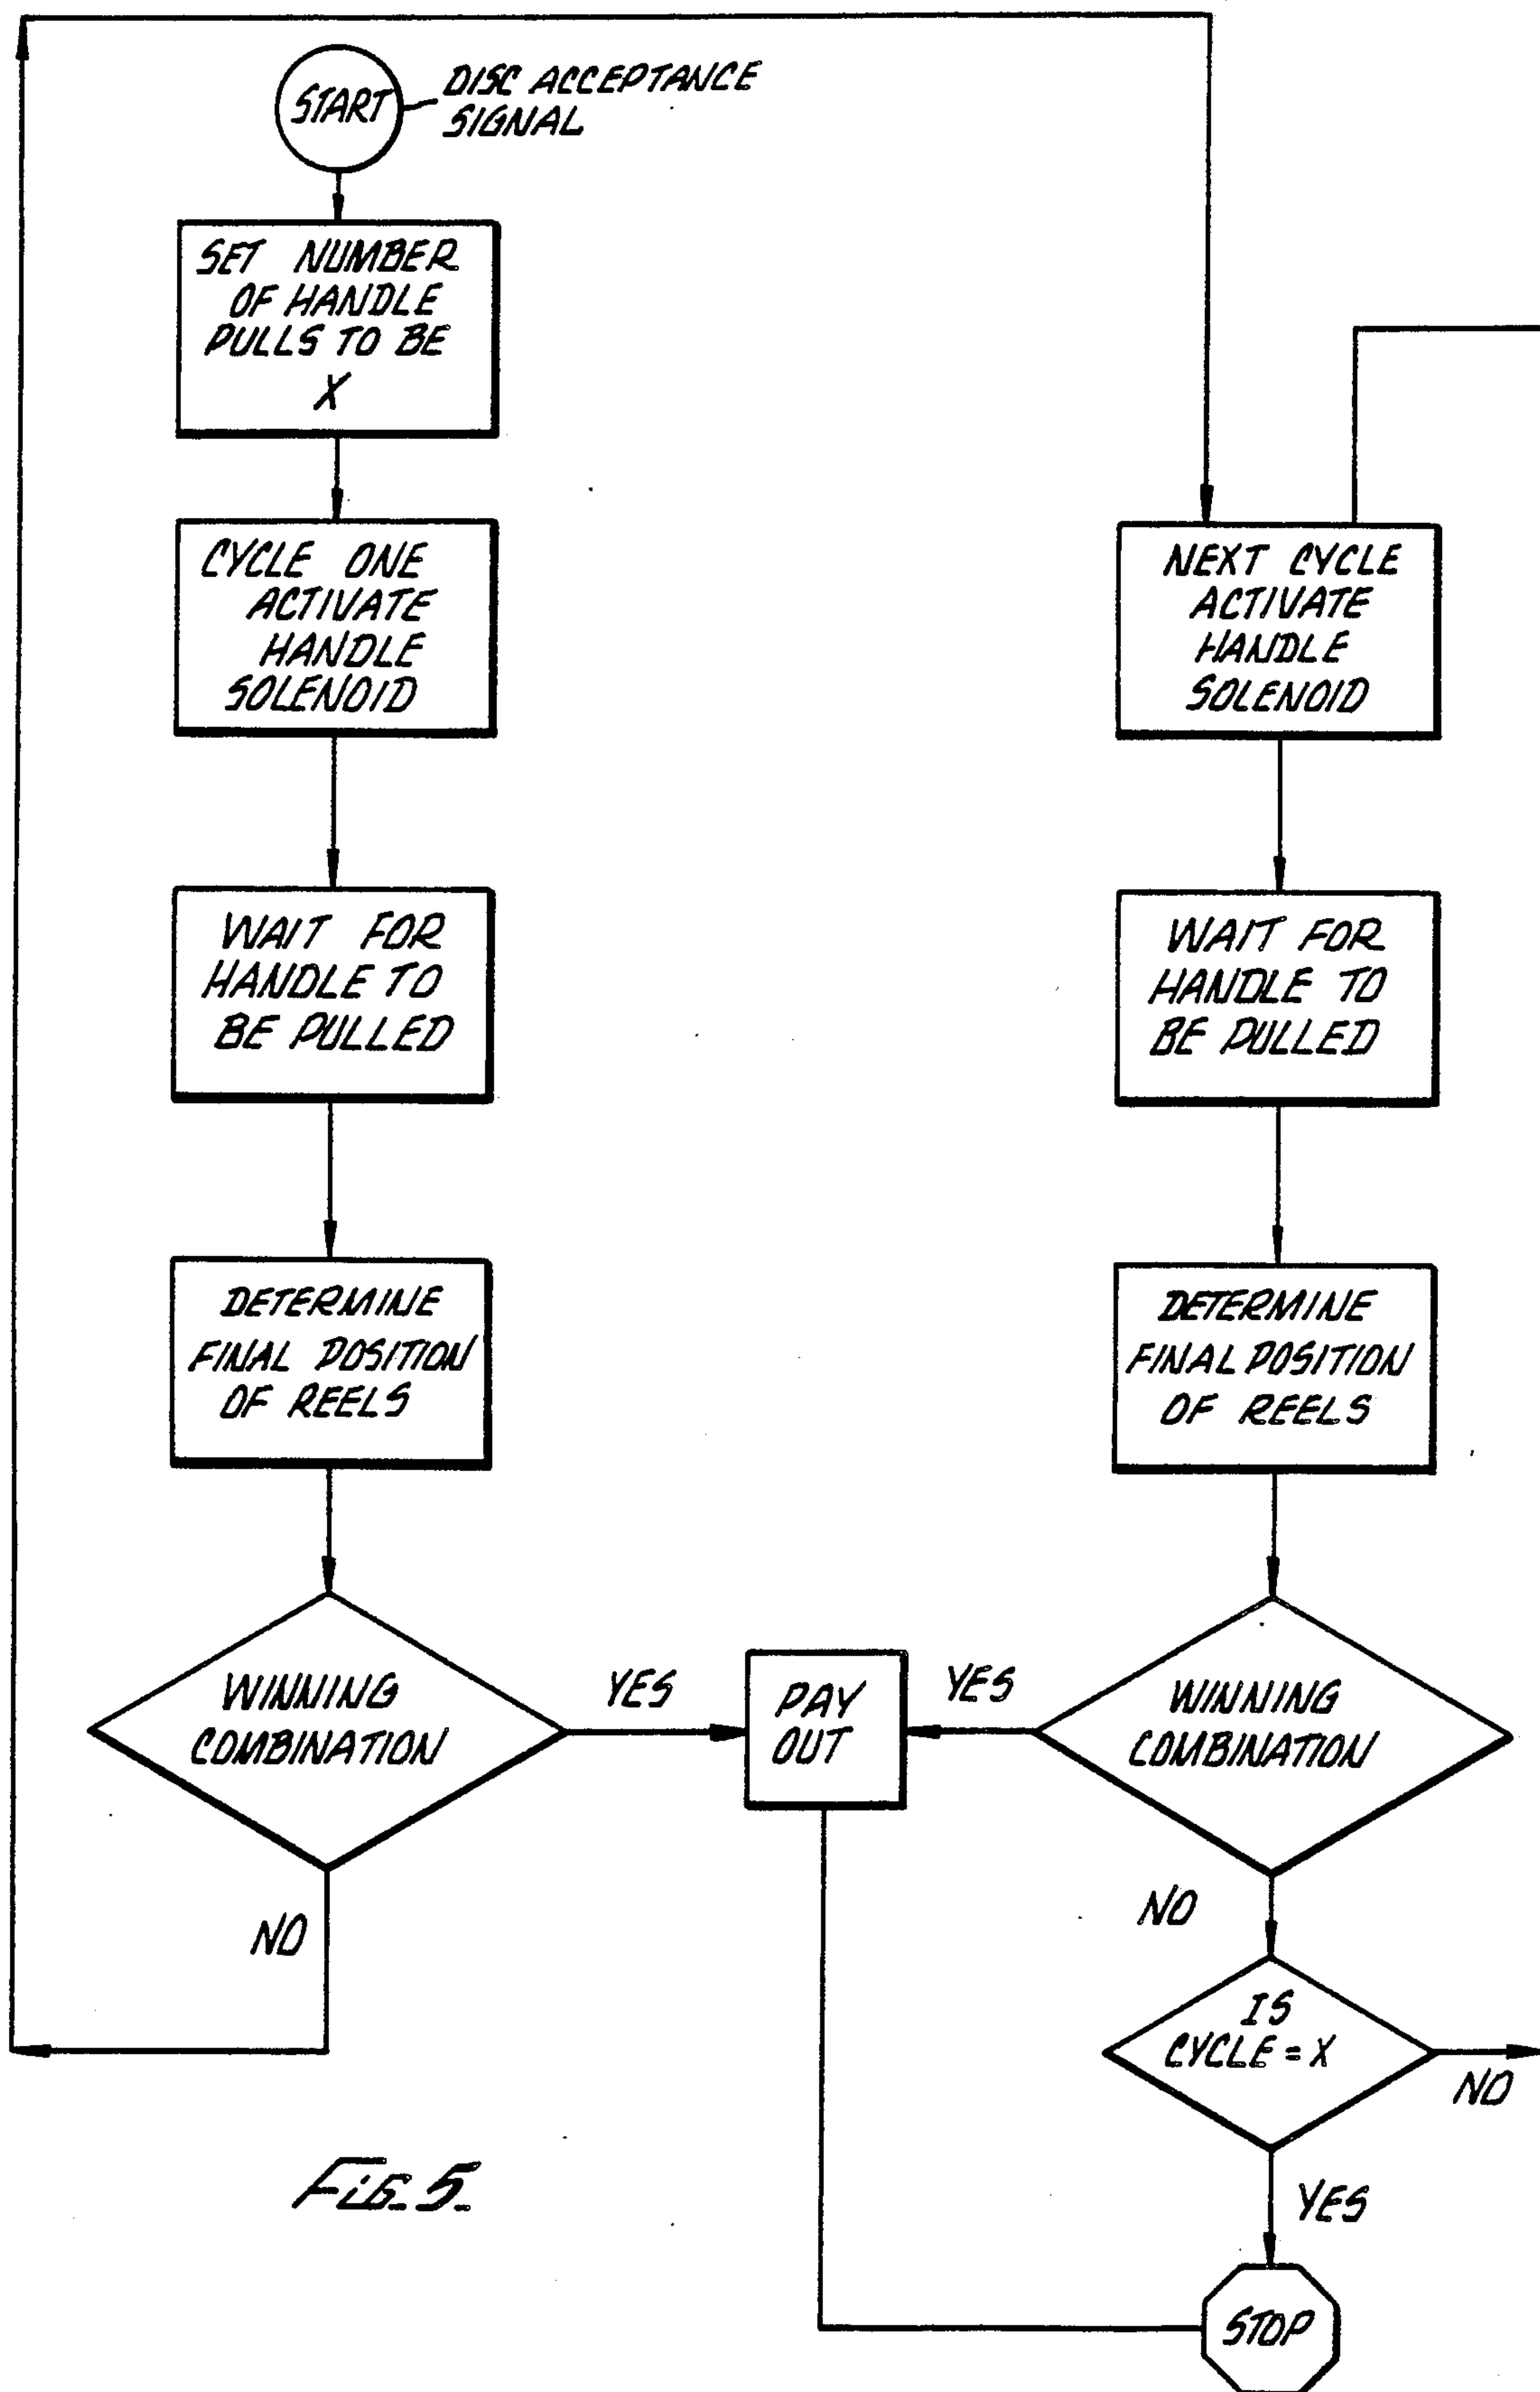 START
DISC ACCEPTANCE
SIGNAL
SET NUMBER
OF HANDLE
PULLS TO BE
X
CYCLE ONE
ACTIVATE
HANDLE
SOLENOID
WAIT FOR
HANDLE TO
BE PULLED
DETERMINE
FINAL POSITION
OF REELS
WINNING
COMBINATION
YES
NO
PAY
OUT
NEXT CYCLE
ACTIVATE
HANDLE
SOLENOID
WAIT FOR
HANDLE TO
BE PULLED
DETERMINE
FINAL POSITION
OF REELS
WINNING
COMBINATION
YES
NO
IS
CYCLE = X
NO
YES
STOP
FIG. 5.